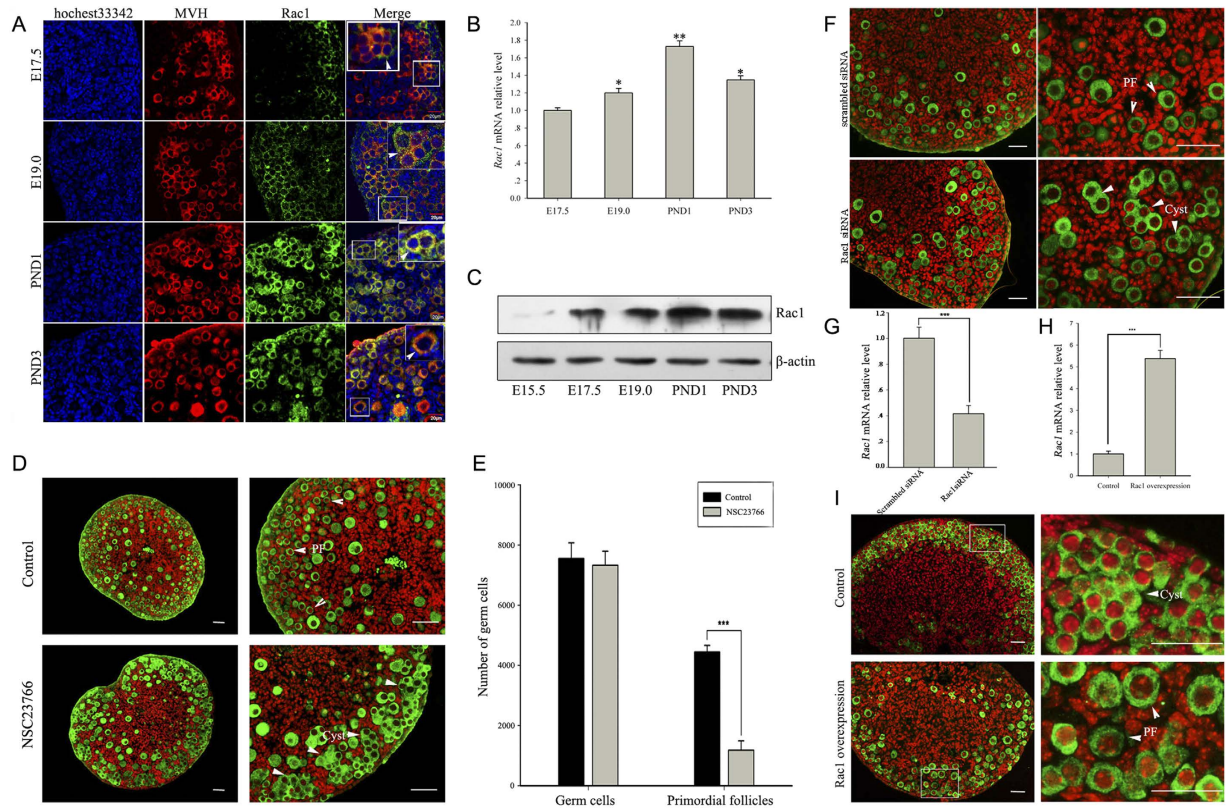 A
hochest33342 MVH Rac1 Merge
E17.5
E19.0
PND1
PND3
20μm
20μm
20μm
20μm
B
Rac1 mRNA relative level
2.0
1.8
1.6
1.4
1.2
1.0
.8
.6
.4
.2
0.0
*
**
*
E17.5 E19.0 PND1 PND3
C
Rac1
β-actin
E15.5 E17.5 E19.0 PND1 PND3
D
Control
PF
NSC23766
Cyst
E
Number of germ cells
10000
8000
6000
4000
2000
0
Control
NSC23766
***
Germ cells Primordial follicles
F
scrambled siRNA
PF
Rac1 siRNA
Cyst
G
Rac1 mRNA relative level
1.2
1.0
.8
.6
.4
.2
0.0
***
Scrambled siRNA
Rac1siRNA
H
Rac1 mRNA relative level
7
6
5
4
3
2
1
0
***
Control Rac1 overexpression
I
Control
Cyst
Rac1 overexpression
PF